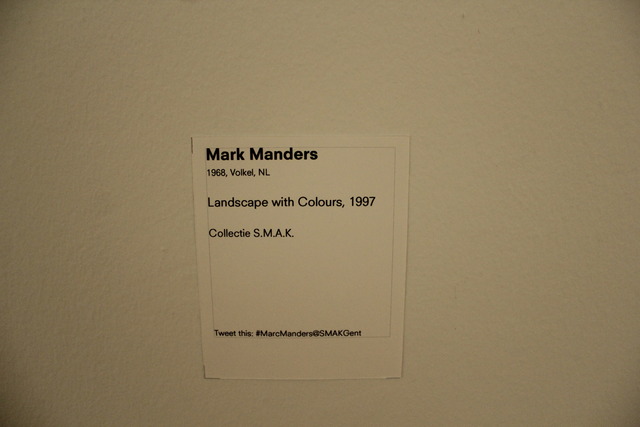 Mark Manders
1968, Volkel, NL
Landscape with Colours, 1997
Collectie S.M.A.K.
Tweet this: #MarcManders@SMAKGent